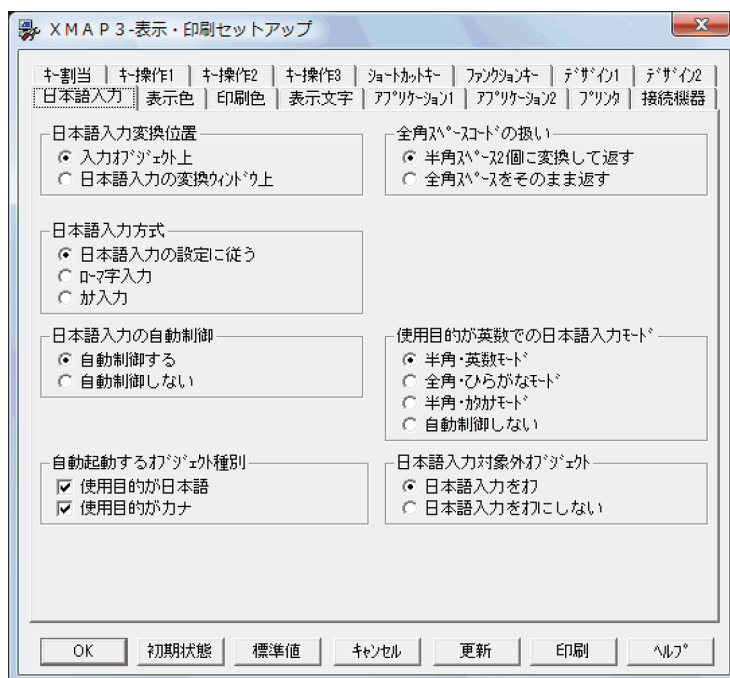 XMAP3-表示・印刷セットアップ
ｷｰ割当 ｷｰ操作1 ｷｰ操作2 ｷｰ操作3 ｼｮｰﾄｶｯﾄｷｰ ﾌｧﾝｸｼｮﾝｷｰ ﾃﾞｻﾞｲﾝ1 ﾃﾞｻﾞｲﾝ2
日本語入力 表示色 印刷色 表示文字 ｱﾌﾟﾘｹｰｼｮﾝ1 ｱﾌﾟﾘｹｰｼｮﾝ2 ﾌﾟﾘﾝﾀ 接続機器
日本語入力変換位置
入力ｵﾌﾞｼﾞｪｸﾄ上
日本語入力の変換ｳｨﾝﾄﾞｳ上
全角ｽﾍﾟｰｽｺｰﾄﾞの扱い
半角ｽﾍﾟｰｽ2個に変換して返す
全角ｽﾍﾟｰｽをそのまま返す
日本語入力方式
日本語入力の設定に従う
ﾛｰﾏ字入力
ｶﾅ入力
日本語入力の自動制御
自動制御する
自動制御しない
使用目的が英数での日本語入力ﾓｰﾄﾞ
半角･英数ﾓｰﾄﾞ
全角･ひらがなﾓｰﾄﾞ
半角･ｶﾀｶﾅﾓｰﾄﾞ
自動制御しない
自動起動するｵﾌﾞｼﾞｪｸﾄ種別
使用目的が日本語
使用目的がカナ
日本語入力対象外ｵﾌﾞｼﾞｪｸﾄ
日本語入力をｵﾌ
日本語入力をｵﾌにしない
OK 初期状態 標準値 ｷｬﾝｾﾙ 更新 印刷 ﾍﾙﾌﾟ